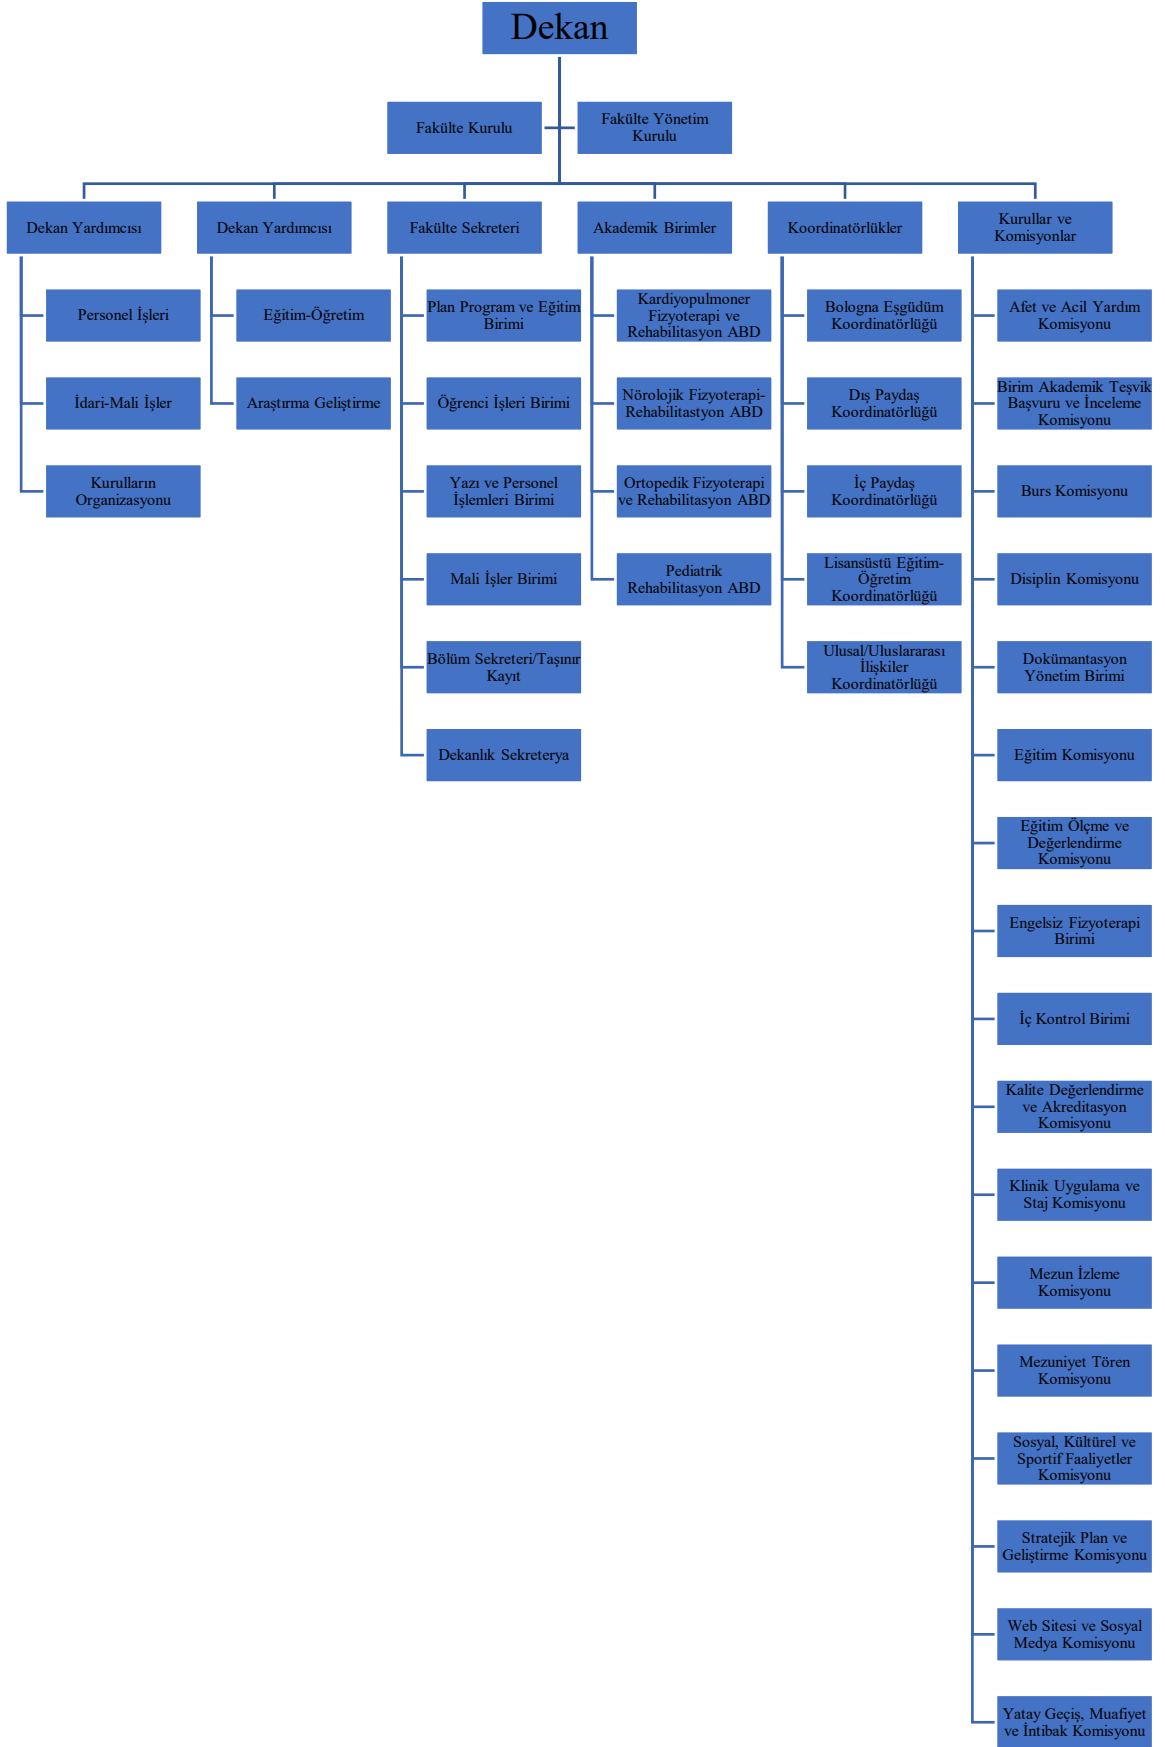 Dekan
Fakülte Kurulu
Fakülte Yönetim
Kurulu
Dekan Yardımcısı
Personel İşleri
İdari-Mali İşler
Kurulların
Organizasyonu
Dekan Yardımcısı
Eğitim-Öğretim
Araştırma Geliştirme
Fakülte Sekreteri
Plan Program ve Eğitim
Birimi
Öğrenci İşleri Birimi
Yazı ve Personel
İşlemleri Birimi
Mali İşler Birimi
Bölüm Sekreteri/Taşınır
Kayıt
Dekanlık Sekreterya
Akademik Birimler
Kardiyopulmoner
Fizyoterapi ve
Rehabilitasyon ABD
Nörolojik Fizyoterapi-
Rehabilitastyon ABD
Ortopedik Fizyoterapi
ve Rehabilitasyon ABD
Pediatrik
Rehabilitasyon ABD
Koordinatörlükler
Bologna Eşgüdüm
Koordinatörlüğü
Dış Paydaş
Koordinatörlüğü
İç Paydaş
Koordinatörlüğü
Lisansüstü Eğitim-
Öğretim
Koordinatörlüğü
Ulusal/Uluslararası
İlişkiler
Koordinatörlüğü
Kurullar ve
Komisyonlar
Afet ve Acil Yardım
Komisyonu
Birim Akademik Teşvik
Başvuru ve İnceleme
Komisyonu
Burs Komisyonu
Disiplin Komisyonu
Dokümantasyon
Yönetim Birimi
Eğitim Komisyonu
Eğitim Ölçme ve
Değerlendirme
Komisyonu
Engelsiz Fizyoterapi
Birimi
İç Kontrol Birimi
Kalite Değerlendirme
ve Akreditasyon
Komisyonu
Klinik Uygulama ve
Staj Komisyonu
Mezun İzleme
Komisyonu
Mezuniyet Tören
Komisyonu
Sosyal, Kültürel ve
Sportif Faaliyetler
Komisyonu
Stratejik Plan ve
Geliştirme Komisyonu
Web Sitesi ve Sosyal
Medya Komisyonu
Yatay Geçiş, Muafiyet
ve İntibak Komisyonu